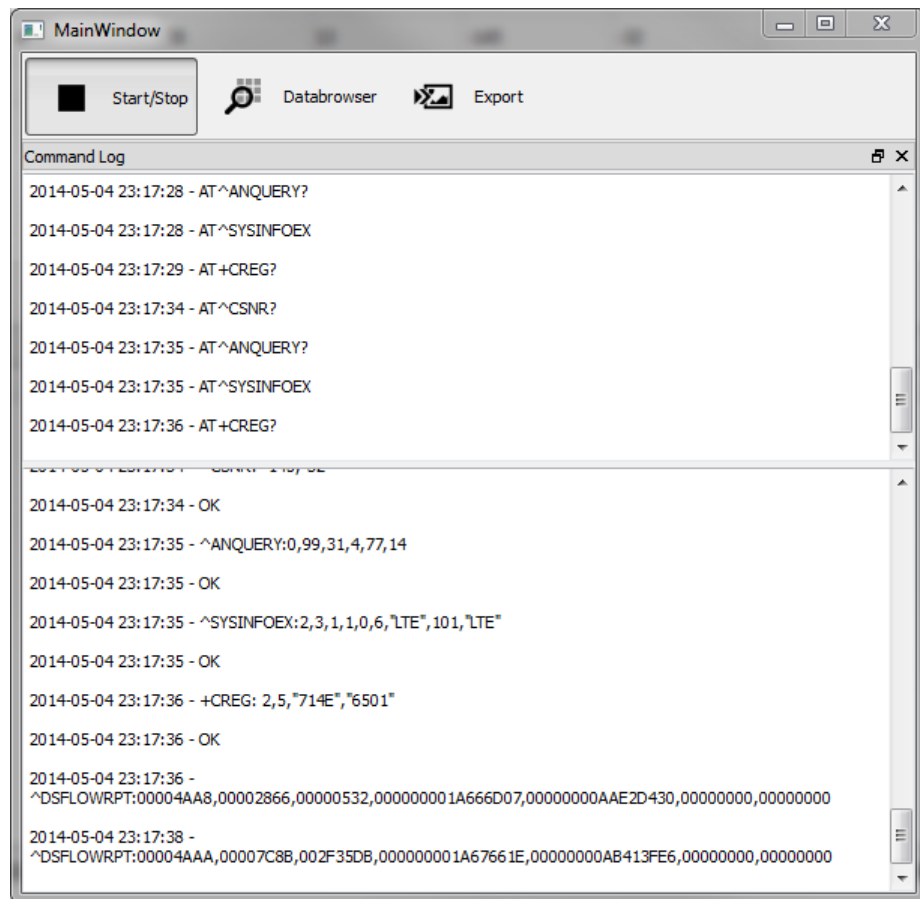 MainWindow
Start/Stop
Databrowser
Export
Command Log
2014-05-04 23:17:28 - AT^ANQUERY?
2014-05-04 23:17:28 - AT^SYSINFOEX
2014-05-04 23:17:29 - AT+CREG?
2014-05-04 23:17:34 - AT^CSNR?
2014-05-04 23:17:35 - AT^ANQUERY?
2014-05-04 23:17:35 - AT^SYSINFOEX
2014-05-04 23:17:36 - AT+CREG?
2014-05-04 23:17:34 - OK
2014-05-04 23:17:35 - ^ANQUERY:0,99,31,4,77,14
2014-05-04 23:17:35 - OK
2014-05-04 23:17:35 - ^SYSINFOEX:2,3,1,1,0,6,"LTE",101,"LTE"
2014-05-04 23:17:35 - OK
2014-05-04 23:17:36 - +CREG: 2,5,"714E","6501"
2014-05-04 23:17:36 - OK
2014-05-04 23:17:36 -
^DSFLOWRPT:00004AA8,00002866,00000532,000000001A666D07,00000000AAE2D430,00000000,00000000
2014-05-04 23:17:38 -
^DSFLOWRPT:00004AAA,00007C8B,002F35DB,000000001A67661E,00000000AB413FE6,00000000,00000000